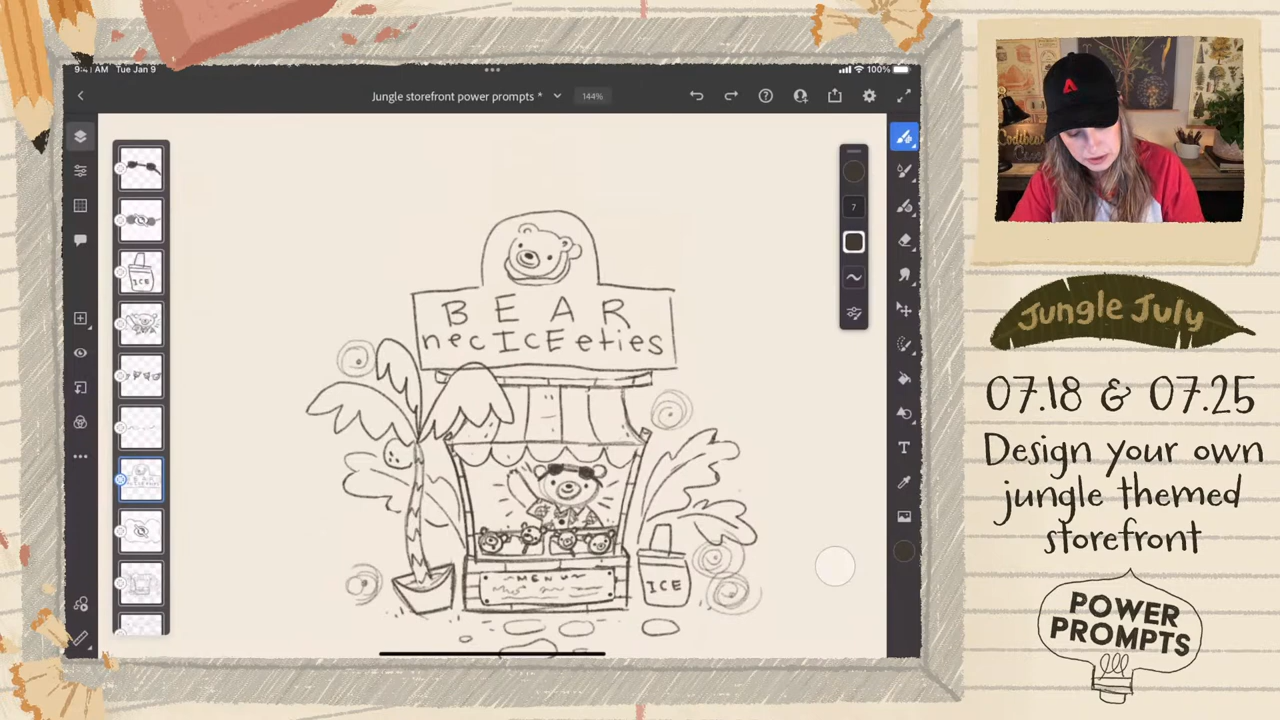 9:41 AM Tue Jan 9
100%
Jungle storefront power prompts *
144%
7
ICE
BEAR
necICEeties
MENU
ICE
T
Jungle July
07.18 & 07.25
Design your own
jungle themed
storefront
POWER
PROMPTS